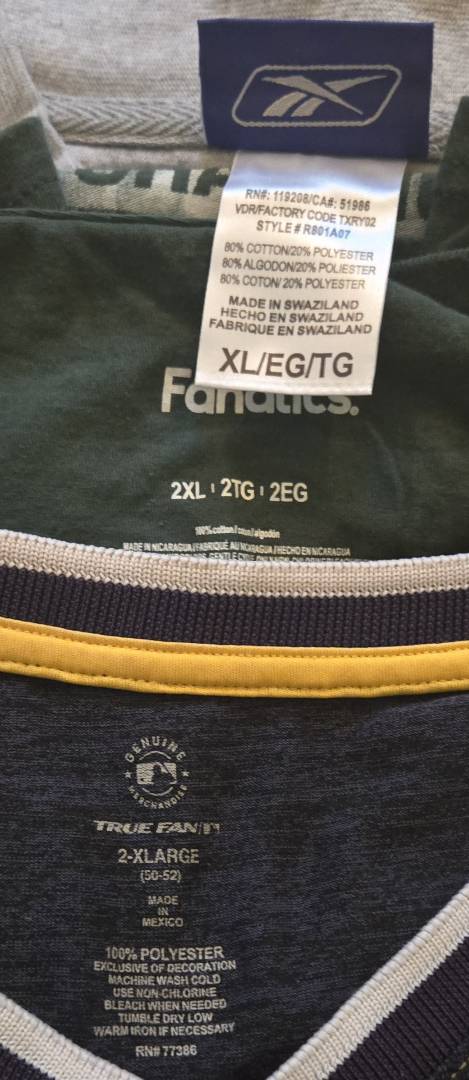 RN#: 119208/CA#: 51986
VDR/FACTORY CODE TXRY02
STYLE # R801A07
80% COTTON/20% POLYESTER
80% ALGODON/20% POLIESTER
80% COTON/ 20% POLYESTER
MADE IN SWAZILAND
HECHO EN SWAZILAND
FABRIQUE EN SWAZILAND
XL/EG/TG
Fanatics.
2XL 2TG 2EG
100% cotton / coton / algodón
MADE IN NICARAGUA / FABRIQUÉ AU NICARAGUA / HECHO EN NICARAGUA
GENUINE
MERCHANDISE
TRUE FAN
2-XLARGE
(50-52)
MADE
IN
MEXICO
100% POLYESTER
EXCLUSIVE OF DECORATION
MACHINE WASH COLD
USE NON-CHLORINE
BLEACH WHEN NEEDED
TUMBLE DRY LOW
WARM IRON IF NECESSARY
RN# 77386